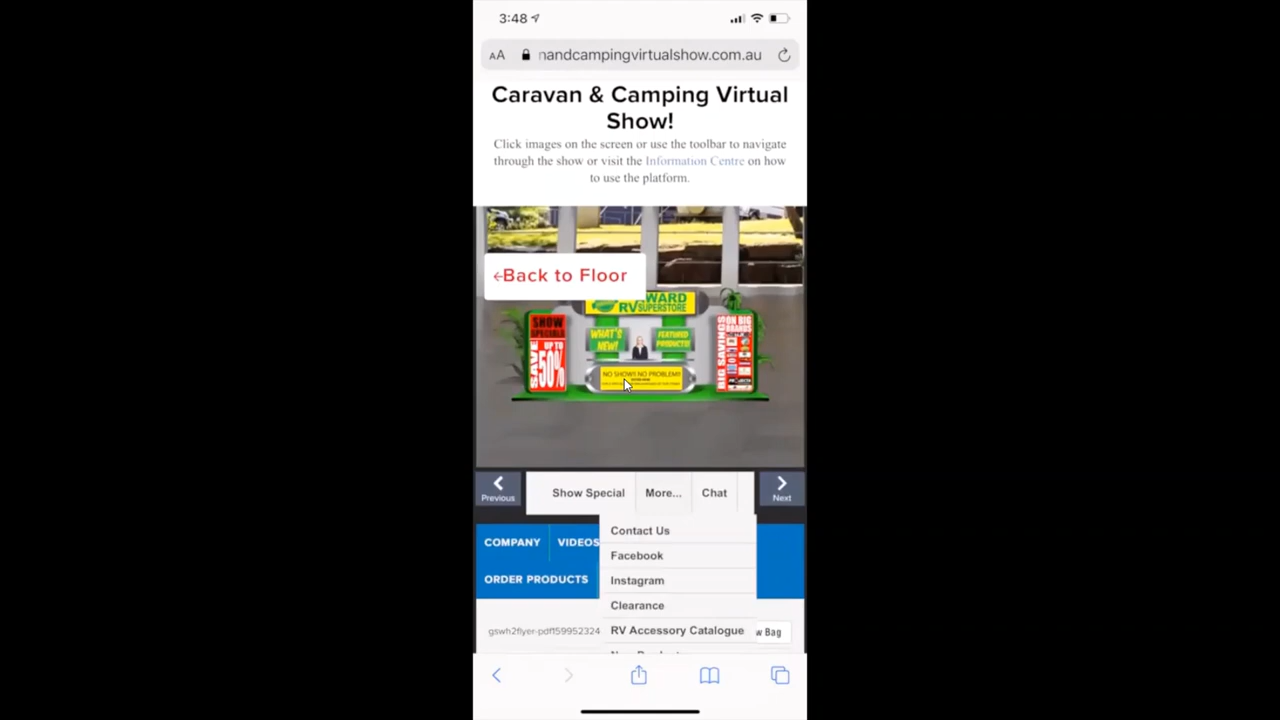 3:48
AA
nandcampingvirtualshow.com.au
Caravan & Camping Virtual
Show!
Click images on the screen or use the toolbar to navigate
through the show or visit the Information Centre on how
to use the platform.
←Back to Floor
WARD
RV SUPERSTORE
SHOW
SPECIALS
SAVE UP TO
50%
WHAT'S
NEW!
FEATURED
PRODUCTS!
BIG SAVINGS
ON BIG
BRANDS
NO SHOW!! NO PROBLEM!!
Previous
Show Special
More...
Chat
Next
Contact Us
COMPANY
VIDEOS
Facebook
ORDER PRODUCTS
Instagram
Clearance
gswh2flyer-pdf159952324
RV Accessory Catalogue
w Bag